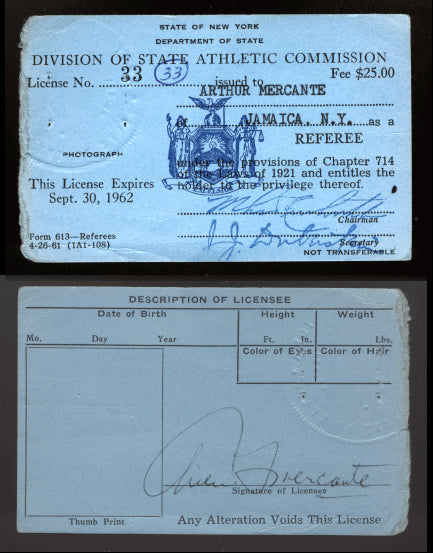 STATE OF NEW YORK
DEPARTMENT OF STATE
DIVISION OF STATE ATHLETIC COMMISSION
License No. 33 (33) issued to Fee $25.00
ARTHUR MERCANTE
of JAMAICA, N.Y. as a
REFEREE
PHOTOGRAPH
under the provisions of Chapter 714
of the Laws of 1921 and entitles the
holder to the privilege thereof.
This License Expires
Sept. 30, 1962
EXCELSIOR
Chairman
Form 613—Referees
4-26-61 (1A1-108)
Secretary
NOT TRANSFERABLE
DESCRIPTION OF LICENSEE
Date of Birth Height Weight
Mo. Day Year Ft. In. Lbs.
Color of Eyes Color of Hair
Mercante
Signature of Licensee
Thumb Print Any Alteration Voids This License